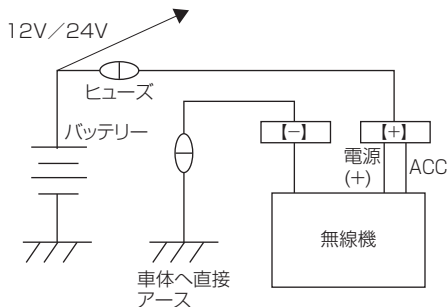 12V／24V
ヒューズ
バッテリー
【−】
【+】
電源
(+)
ACC
無線機
車体へ直接
アース